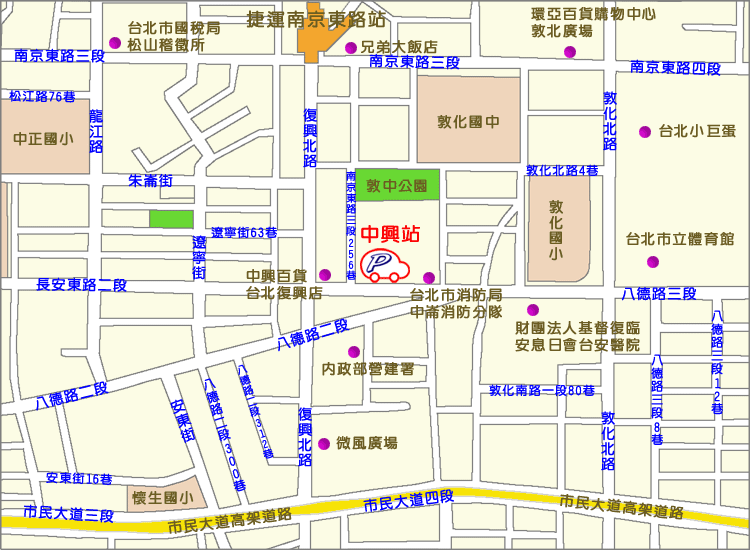 捷運南京東路站
環亞百貨購物中心
敦北廣場
台北市國稅局
松山稽徵所
兄弟大飯店
南京東路三段
南京東路三段
南京東路四段
松江路76巷
中正國小
龍江路
復興北路
敦化國中
敦化北路
台北小巨蛋
朱崙街
南京東路三段256巷
敦中公園
敦化北路4巷
敦化國小
遼寧街63巷
遼寧街
中興站
P
台北市立體育館
長安東路二段
中興百貨
台北復興店
台北市消防局
中崙消防分隊
八德路三段
財團法人基督復臨
安息日會台安醫院
八德路二段
八德路三段12巷
內政部營建署
八德路三段8巷
八德路二段
安東街
八德路二段300巷
八德路二段312巷
敦化南路一段80巷
復興北路
微風廣場
敦化北路
安東街16巷
懷生國小
市民大道三段
市民大道高架道路
市民大道四段
市民大道高架道路